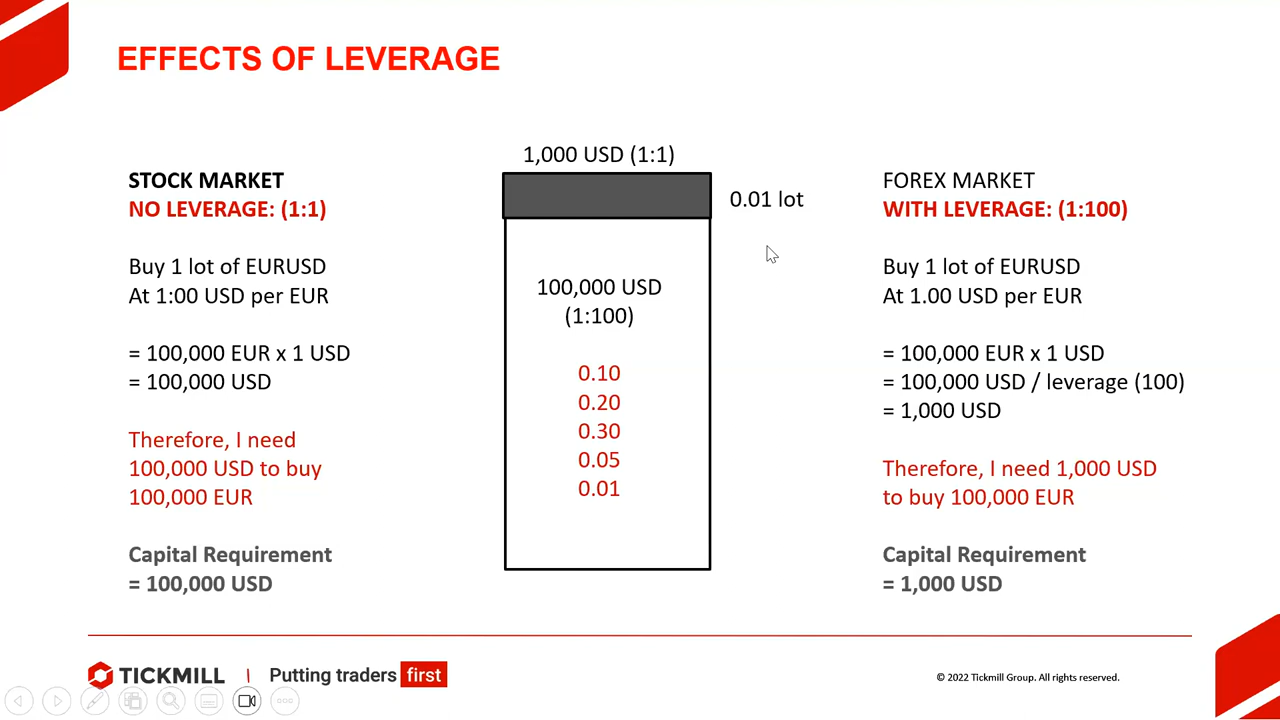 EFFECTS OF LEVERAGE
STOCK MARKET
NO LEVERAGE: (1:1)
Buy 1 lot of EURUSD
At 1:00 USD per EUR
= 100,000 EUR x 1 USD
= 100,000 USD
Therefore, I need
100,000 USD to buy
100,000 EUR
Capital Requirement
= 100,000 USD
1,000 USD (1:1)
0.01 lot
100,000 USD
(1:100)
0.10
0.20
0.30
0.05
0.01
FOREX MARKET
WITH LEVERAGE: (1:100)
Buy 1 lot of EURUSD
At 1.00 USD per EUR
= 100,000 EUR x 1 USD
= 100,000 USD / leverage (100)
= 1,000 USD
Therefore, I need 1,000 USD
to buy 100,000 EUR
Capital Requirement
= 1,000 USD
TICKMILL | Putting traders first
© 2022 Tickmill Group. All rights reserved.